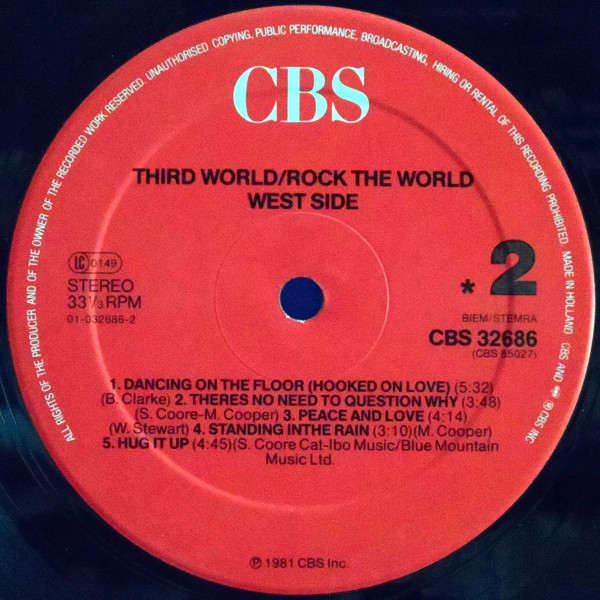 ALL RIGHTS OF THE PRODUCER AND OF THE OWNER OF THE RECORDED WORK RESERVED. UNAUTHORISED COPYING, PUBLIC PERFORMANCE, BROADCASTING, HIRING OR RENTAL OF THIS RECORDING PROHIBITED. MADE IN HOLLAND CBS AND ℗ CBS INC.
CBS
THIRD WORLD/ROCK THE WORLD
WEST SIDE
LC 0149
STEREO
33 1/3 RPM
01-032686-2
* 2
BIEM/STEMRA
CBS 32686
(CBS 85027)
1. DANCING ON THE FLOOR (HOOKED ON LOVE) (5:32)
(B. Clarke) 2. THERES NO NEED TO QUESTION WHY (3:48)
(S. Coore-M. Cooper) 3. PEACE AND LOVE (4:14)
(W. Stewart) 4. STANDING INTHE RAIN (3:10)(M. Cooper)
5. HUG IT UP (4:45)(S. Coore Cat-Ibo Music/Blue Mountain
Music Ltd.
℗ 1981 CBS Inc.